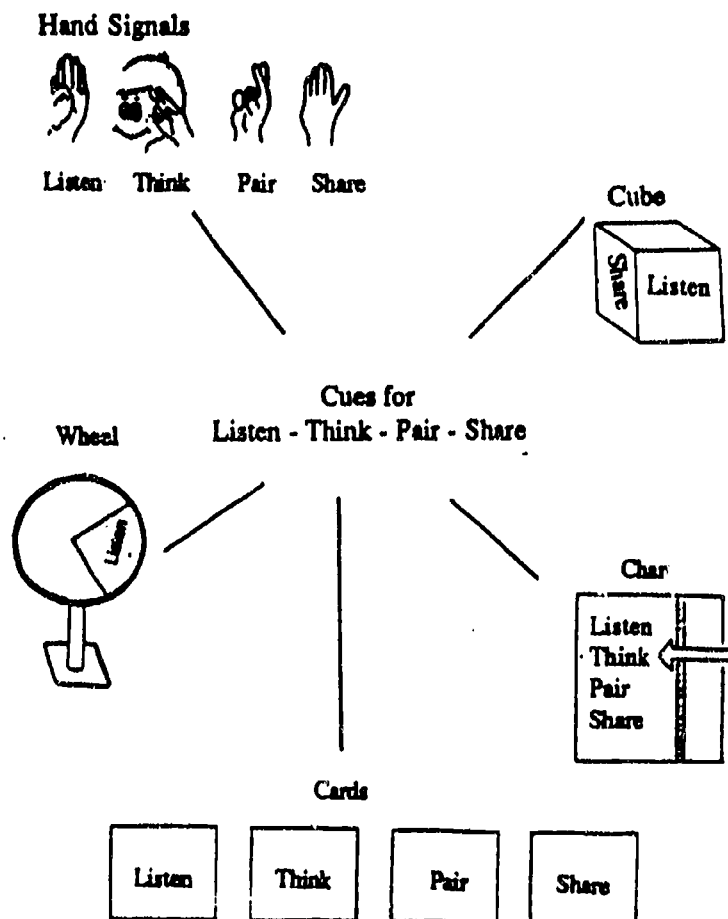 Hand Signals
Listen Think Pair Share
Cube
Share
Listen
Cues for
Listen - Think - Pair - Share
Wheel
Listen
Char
Listen
Think
Pair
Share
Cards
Listen Think Pair Share